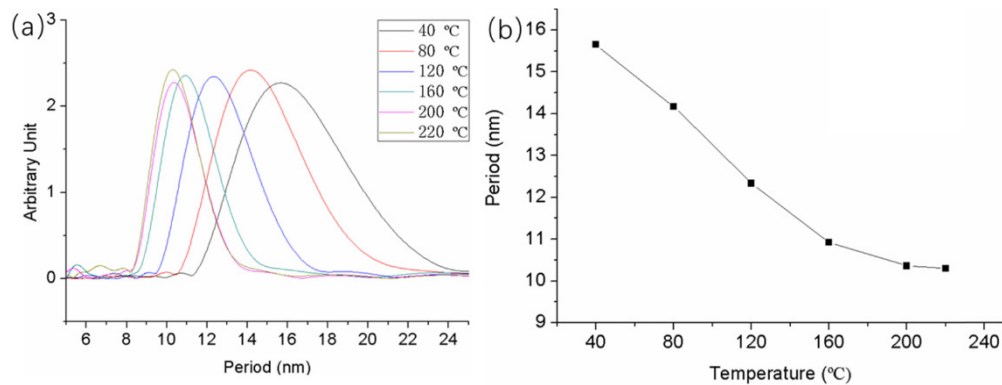 (a)
3
2
1
0
Arbitrary Unit
6 8 10 12 14 16 18 20 22 24
Period (nm)
40 ℃
80 ℃
120 ℃
160 ℃
200 ℃
220 ℃
(b)
16
15
14
13
12
11
10
9
Period (nm)
40 80 120 160 200 240
Temperature (℃)